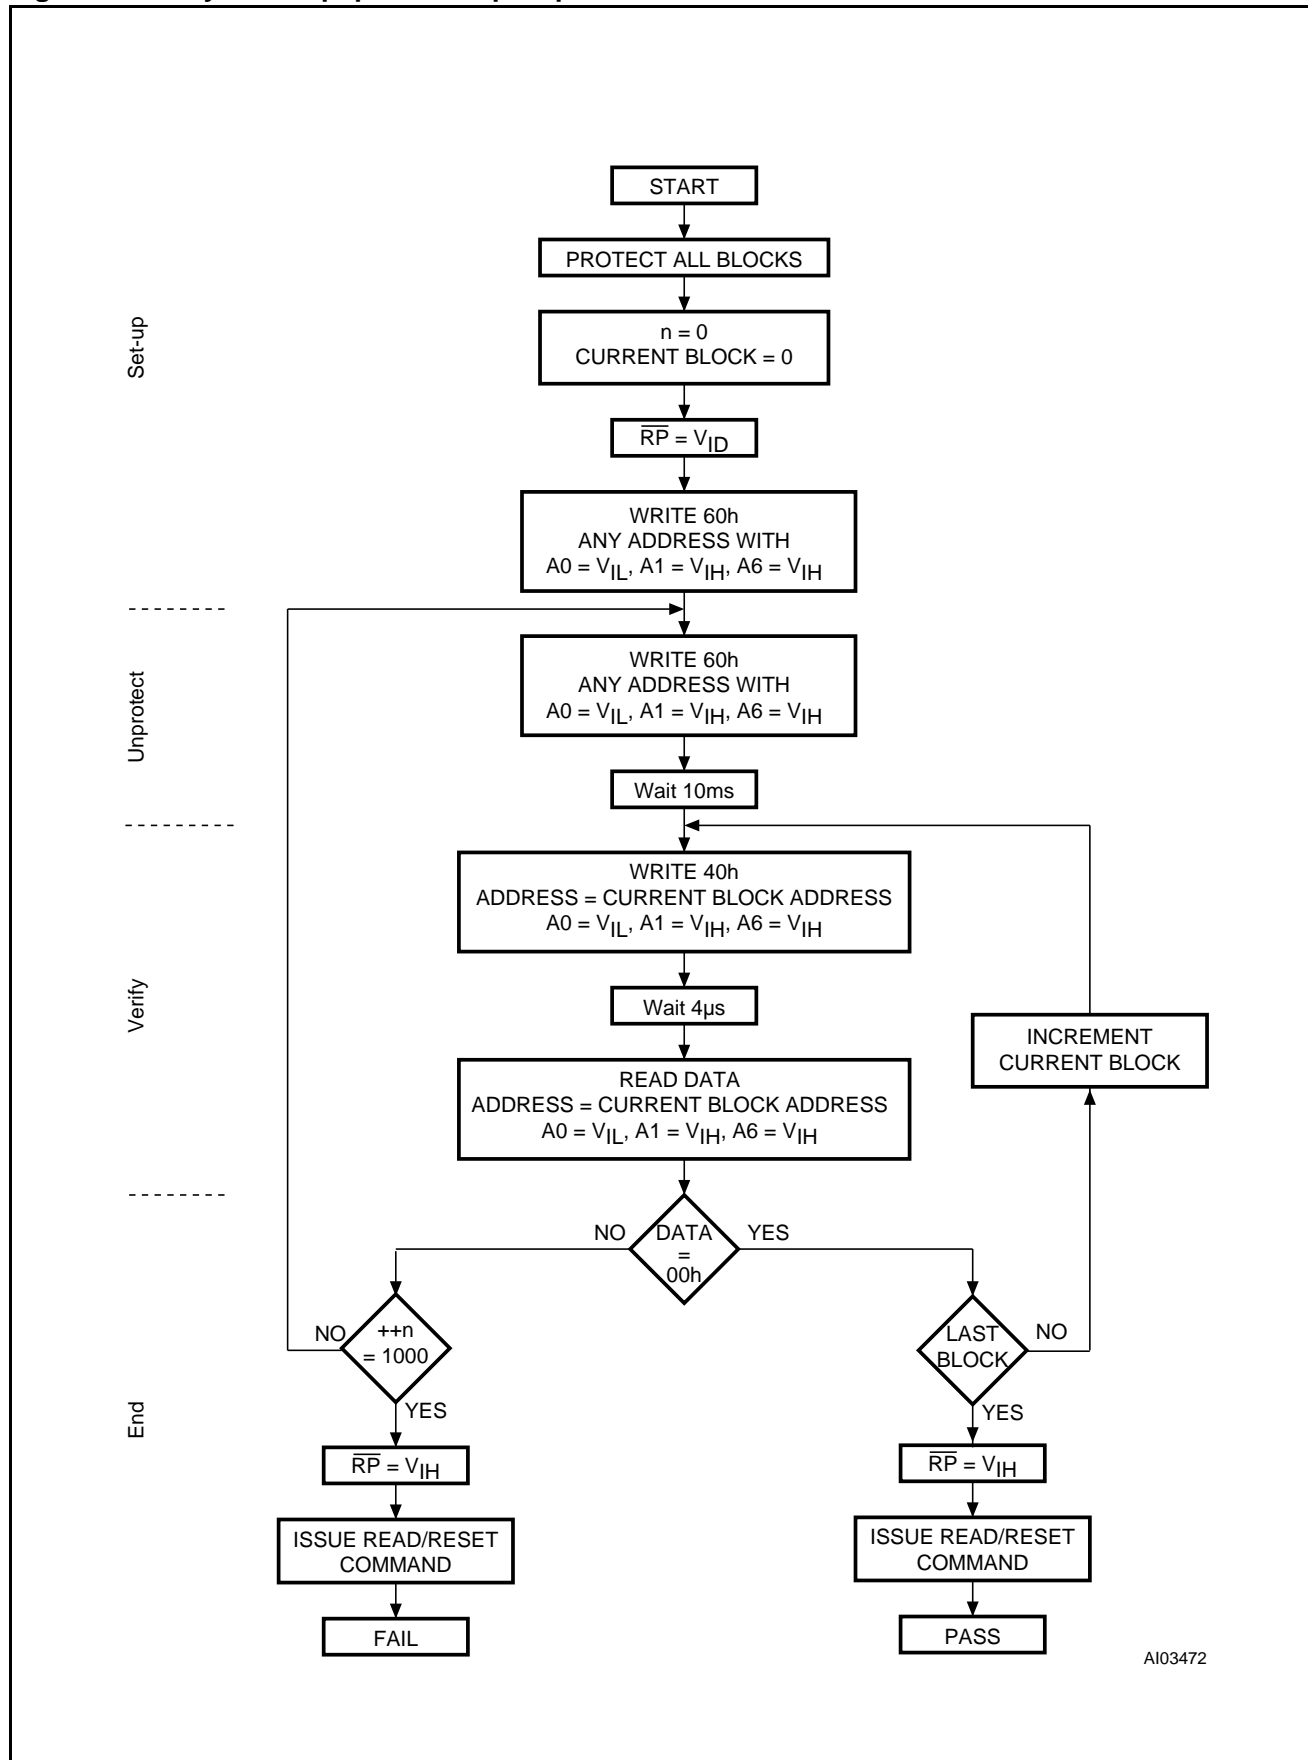 START
PROTECT ALL BLOCKS
n = 0
CURRENT BLOCK = 0
Set-up
RP = VID
WRITE 60h
ANY ADDRESS WITH
A0 = VIL, A1 = VIH, A6 = VIH
WRITE 60h
ANY ADDRESS WITH
A0 = VIL, A1 = VIH, A6 = VIH
Unprotect
Wait 10ms
WRITE 40h
ADDRESS = CURRENT BLOCK ADDRESS
A0 = VIL, A1 = VIH, A6 = VIH
Verify
Wait 4µs
INCREMENT
CURRENT BLOCK
READ DATA
ADDRESS = CURRENT BLOCK ADDRESS
A0 = VIL, A1 = VIH, A6 = VIH
NO
DATA
=
00h
YES
NO
++n
= 1000
LAST
BLOCK
NO
YES
YES
End
RP = VIH
RP = VIH
ISSUE READ/RESET
COMMAND
ISSUE READ/RESET
COMMAND
FAIL
PASS
AI03472